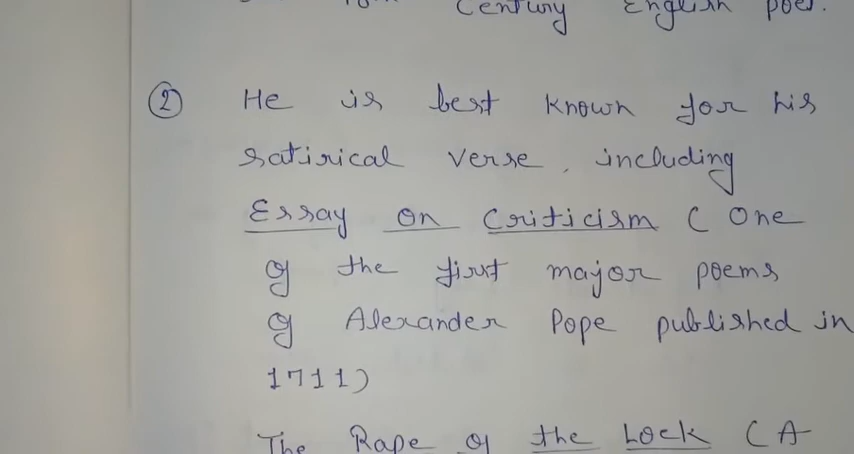 Century English poet.
② He is best known for his
satirical verse, including
Essay on Criticism ( One
of the first major poems
of Alexander Pope published in
1711)
The Rape of the Lock ( A